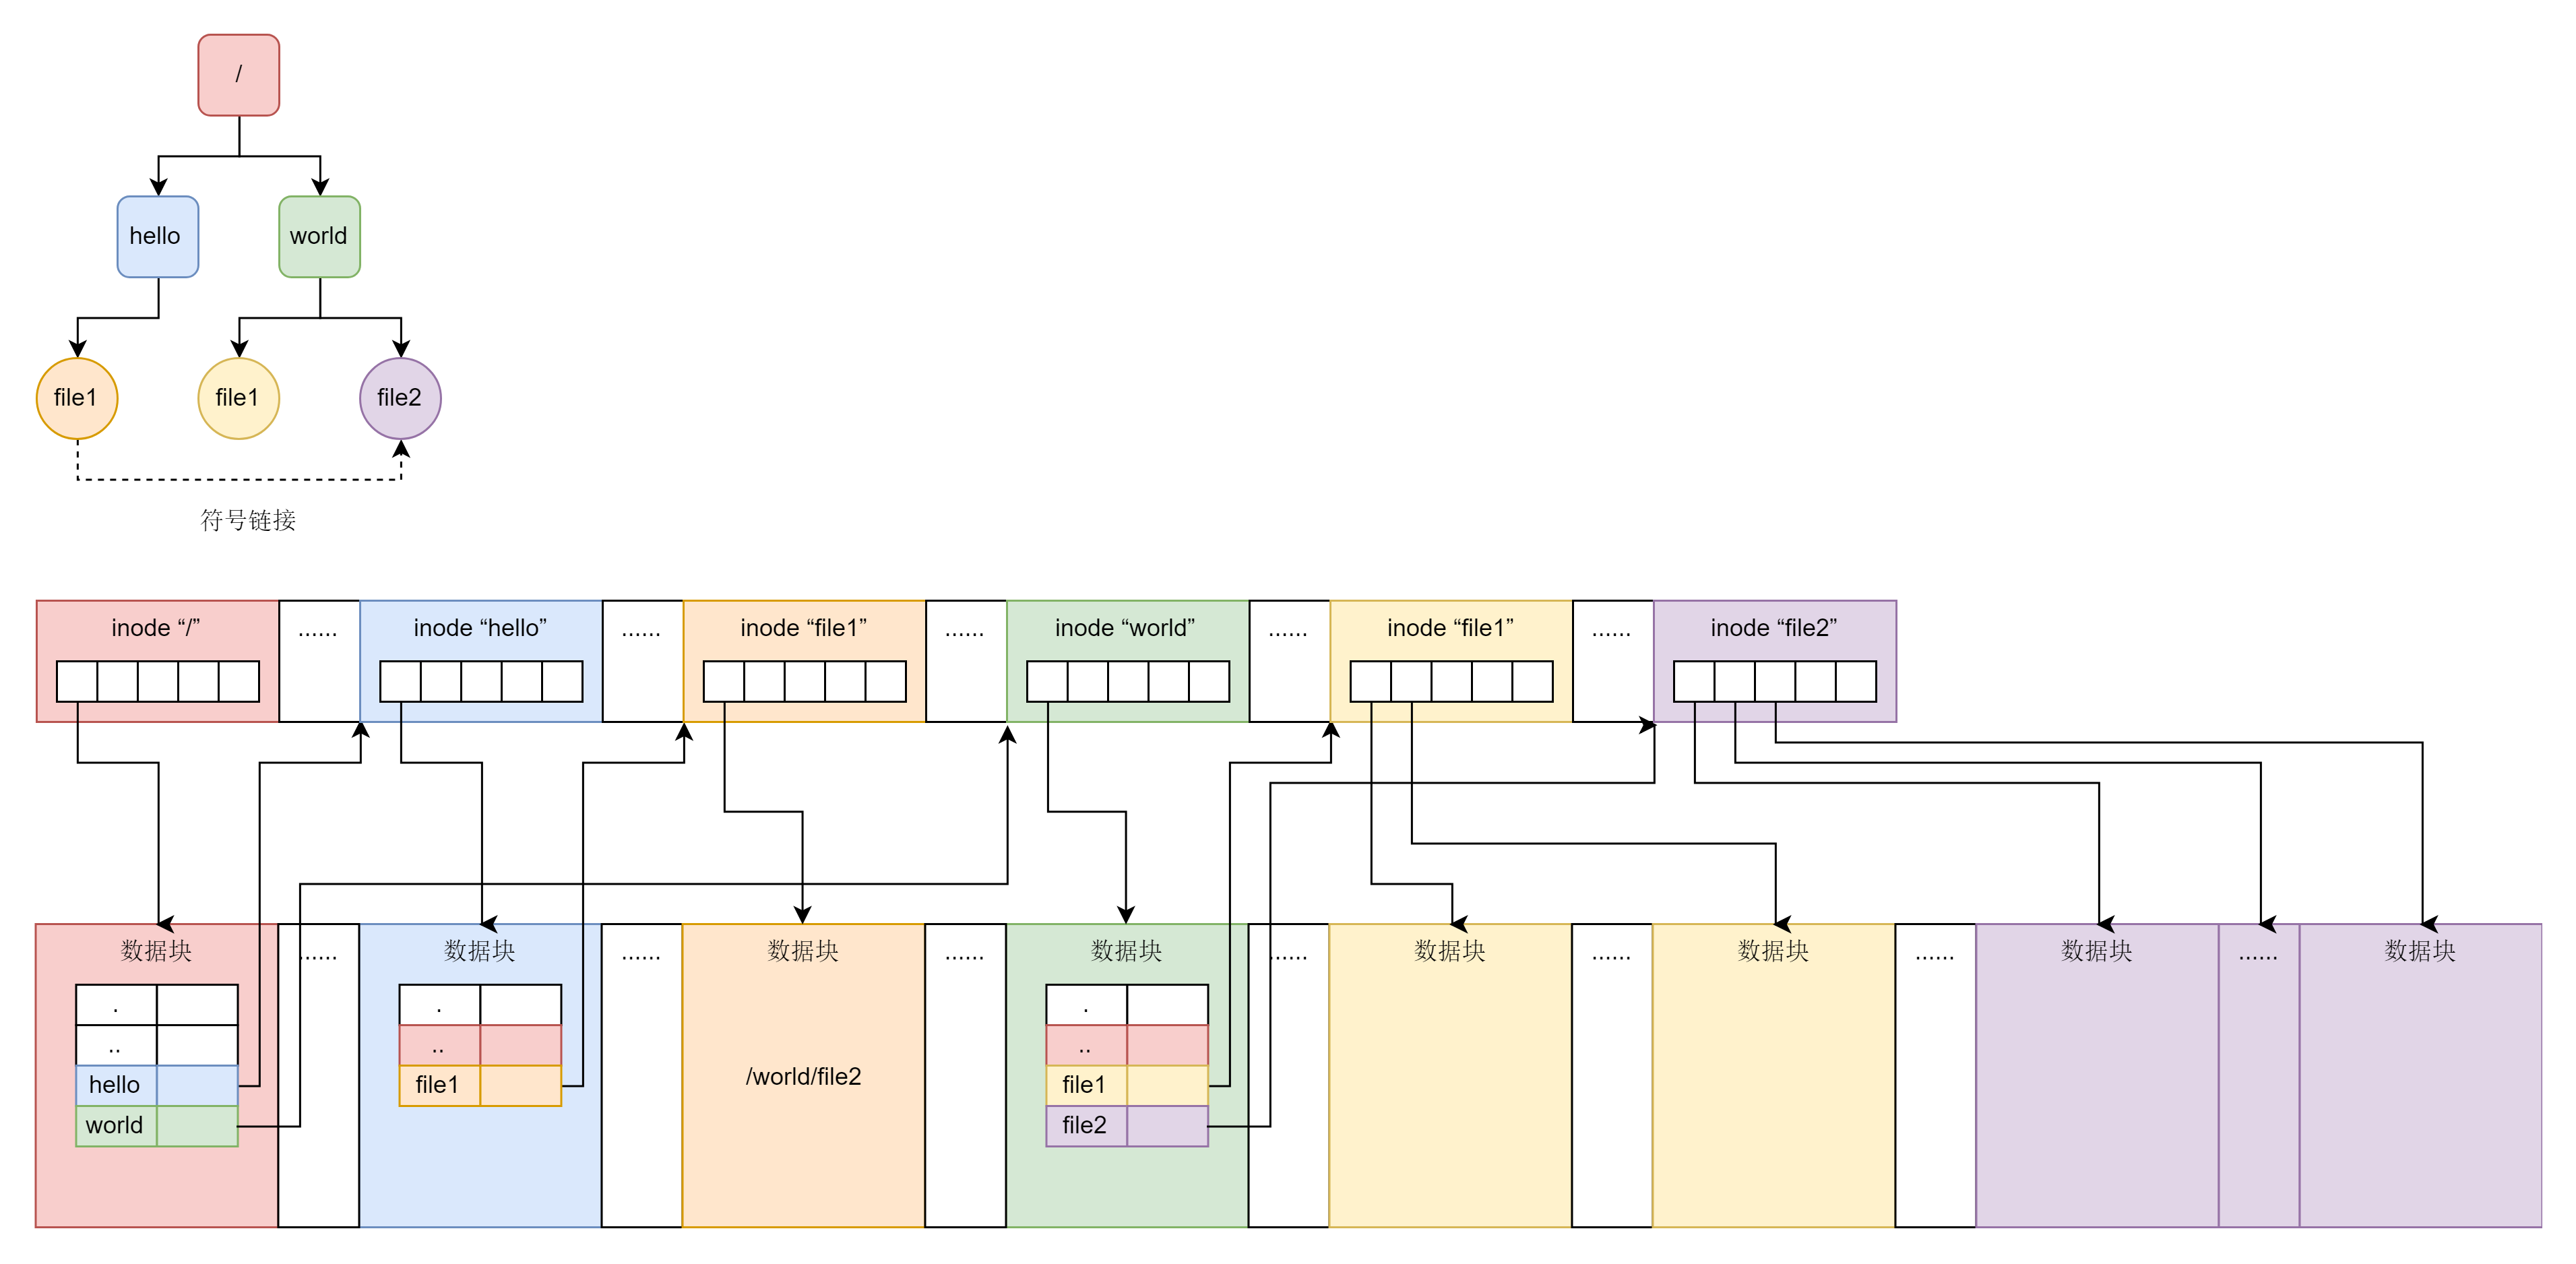 /
hello
world
file1
file1
file2
符号链接
inode “/”
......
inode “hello”
......
inode “file1”
......
inode “world”
......
inode “file1”
......
inode “file2”
数据块
......
数据块
......
数据块
......
数据块
......
数据块
......
数据块
......
数据块
......
数据块
.
..
hello
world
.
..
file1
/world/file2
.
..
file1
file2